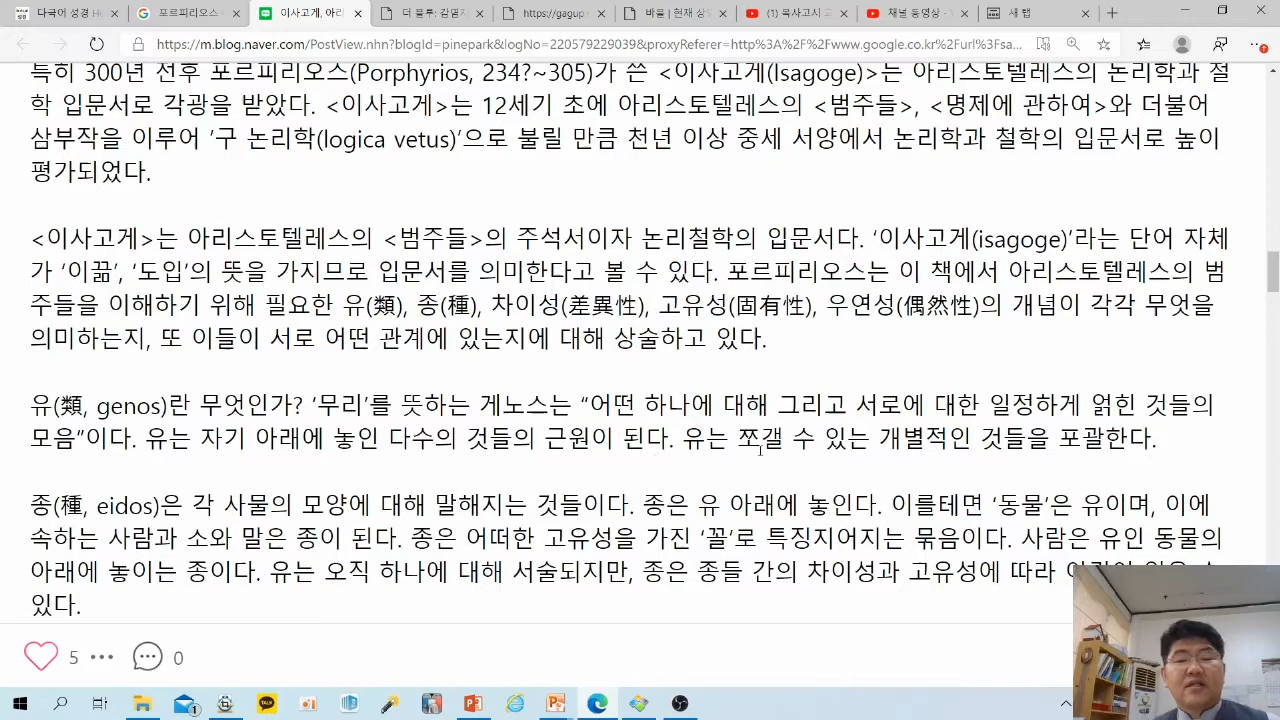 다국어 성경 H
포르피리오스
이사고게, 아리
더 플루: 김
https://gagup
바울 | 현재 상
(1) 목사고시 교
채널 동영상 -
새 탭
https://m.blog.naver.com/PostView.nhn?blogId=pinepark&logNo=220579229039&proxyReferer=http%3A%2F%2Fwww.google.co.kr%2Furl%3Fsa...
특히 300년 전후 포르피리오스(Porphyrios, 234?~305)가 쓴 <이사고게(Isagoge)>는 아리스토텔레스의 논리학과 철
학 입문서로 각광을 받았다. <이사고게>는 12세기 초에 아리스토텔레스의 <범주들>, <명제에 관하여>와 더불어
삼부작을 이루어 ‘구 논리학(logica vetus)’으로 불릴 만큼 천년 이상 중세 서양에서 논리학과 철학의 입문서로 높이
평가되었다.
<이사고게>는 아리스토텔레스의 <범주들>의 주석서이자 논리철학의 입문서다. ‘이사고게(isagoge)’라는 단어 자체
가 ‘이끎’, ‘도입’의 뜻을 가지므로 입문서를 의미한다고 볼 수 있다. 포르피리오스는 이 책에서 아리스토텔레스의 범
주들을 이해하기 위해 필요한 유(類), 종(種), 차이성(差異性), 고유성(固有性), 우연성(偶然性)의 개념이 각각 무엇을
의미하는지, 또 이들이 서로 어떤 관계에 있는지에 대해 상술하고 있다.
유(類, genos)란 무엇인가? ‘무리’를 뜻하는 게노스는 “어떤 하나에 대해 그리고 서로에 대한 일정하게 얽힌 것들의
모음”이다. 유는 자기 아래에 놓인 다수의 것들의 근원이 된다. 유는 쪼갤 수 있는 개별적인 것들을 포괄한다.
종(種, eidos)은 각 사물의 모양에 대해 말해지는 것들이다. 종은 유 아래에 놓인다. 이를테면 ‘동물’은 유이며, 이에
속하는 사람과 소와 말은 종이 된다. 종은 어떠한 고유성을 가진 ‘꼴’로 특징지어지는 묶음이다. 사람은 유인 동물의
아래에 놓이는 종이다. 유는 오직 하나에 대해 서술되지만, 종은 종들 간의 차이성과 고유성에 따라
있다.
5
0
TALK